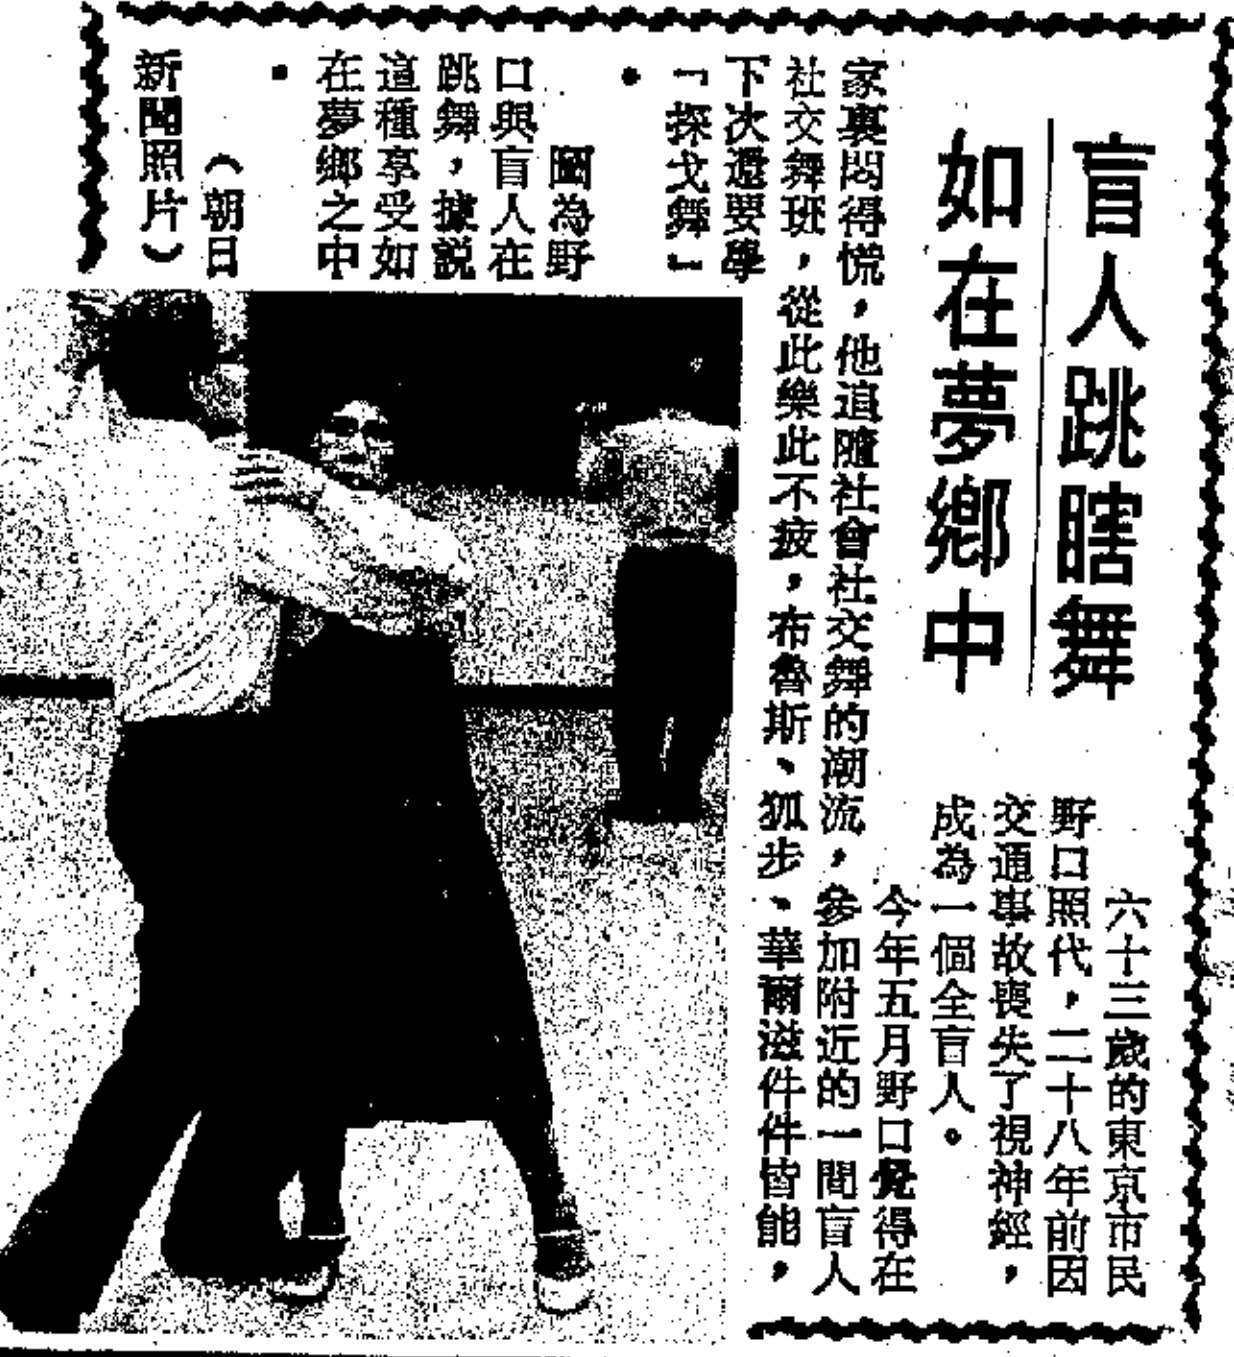 盲人跳瞎舞
如在夢鄉中
六十三歲的東京市民
野口照代，二十八年前因
交通事故喪失了視神經，
成為一個全盲人。
今年五月野口覺得在
家裏悶得慌，他追隨社會社交舞的潮流，參加附近的一間盲人
社交舞班，從此樂此不疲，布魯斯、狐步、華爾滋件件皆能，
下次還要學
「探戈舞」
。
圖為野
口與盲人在
跳舞，據説
這種享受如
在夢鄉之中
。
（朝日
新聞照片）